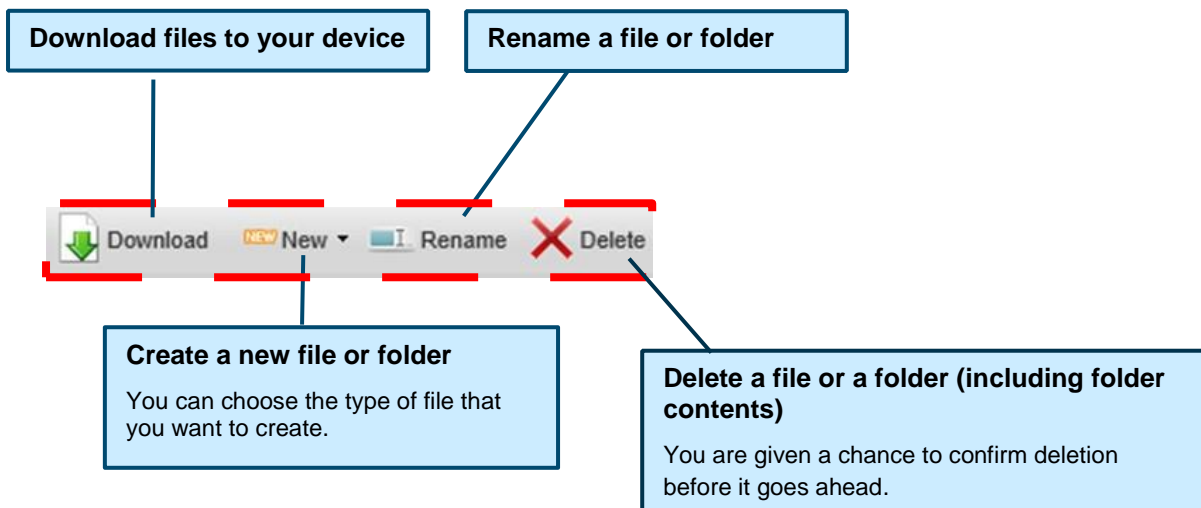 Download files to your device
Rename a file or folder
Download NEW New Rename Delete
Create a new file or folder
You can choose the type of file that
you want to create.
Delete a file or a folder (including folder
contents)
You are given a chance to confirm deletion
before it goes ahead.